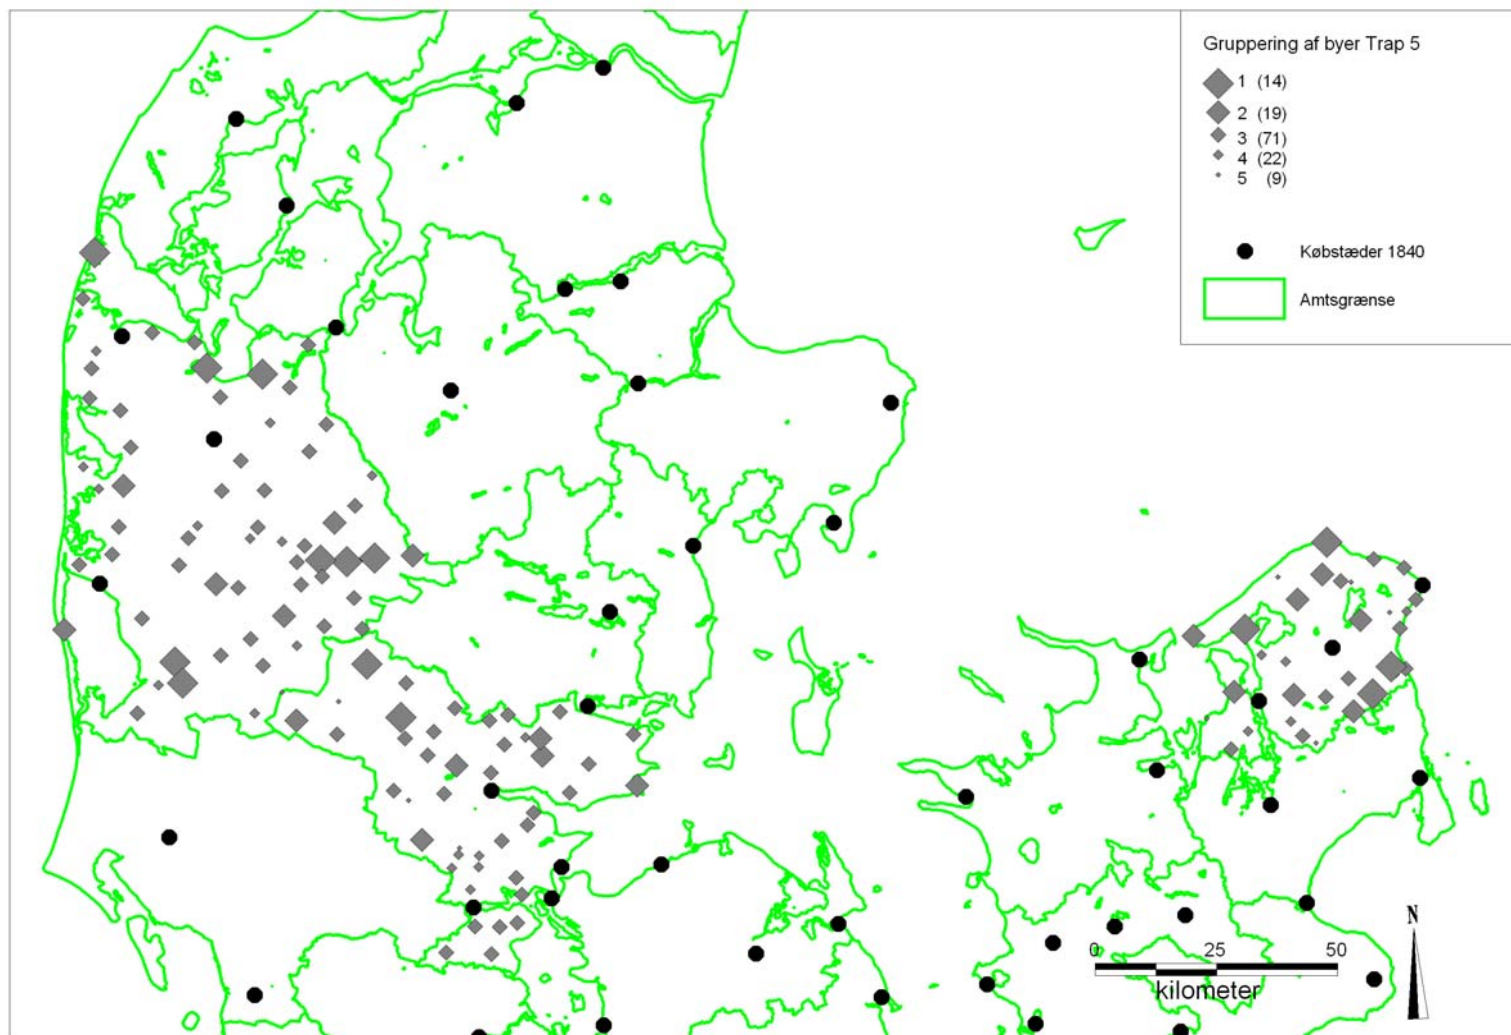 Gruppering af byer Trap 5
1 (14)
2 (19)
3 (71)
4 (22)
5 (9)
Købstæder 1840
Amtsgrænse
N
0 25 50
kilometer